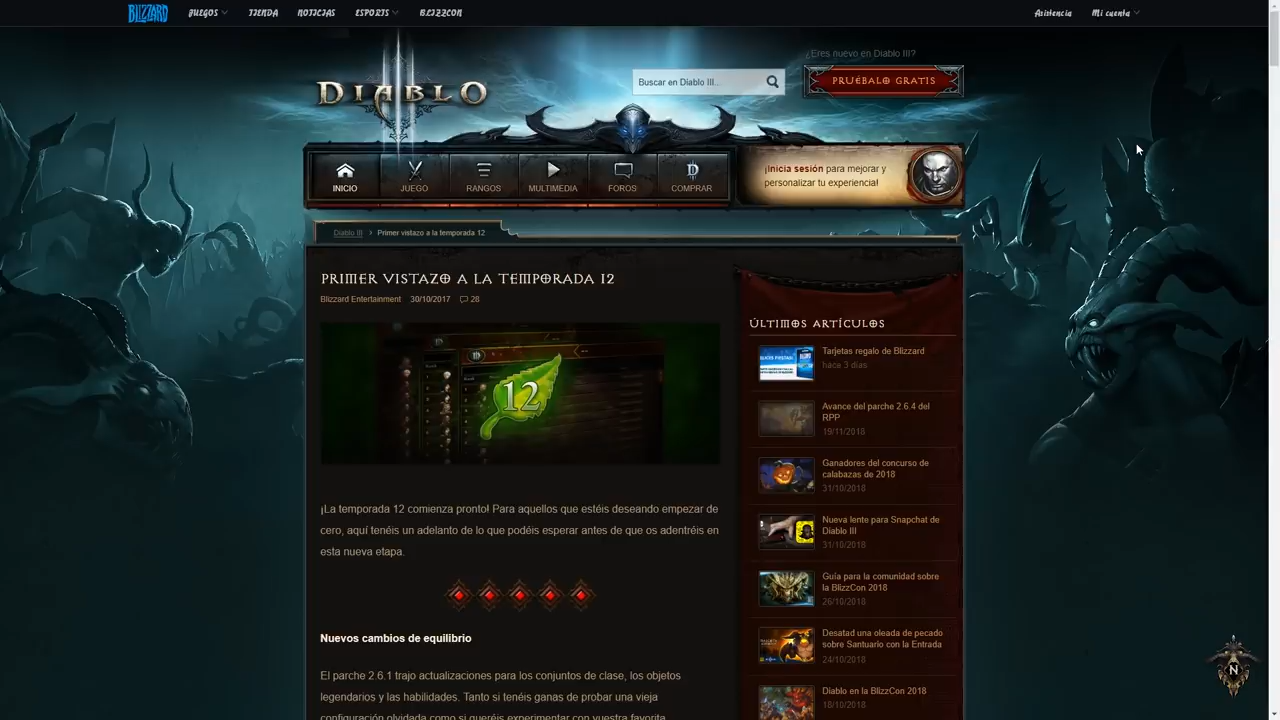 BLIZZARD
JUEGOS
TIENDA
NOTICIAS
ESPORTS
BLIZZCON
Asistencia
Mi cuenta
DIABLO
Buscar en Diablo III...
¿Eres nuevo en Diablo III?
PRUÉBALO GRATIS
INICIO
JUEGO
RANGOS
MULTIMEDIA
FOROS
COMPRAR
¡Inicia sesión para mejorar y
personalizar tu experiencia!
Diablo III > Primer vistazo a la temporada 12
PRIMER VISTAZO A LA TEMPORADA 12
Blizzard Entertainment 30/10/2017 28
12
¡La temporada 12 comienza pronto! Para aquellos que estéis deseando empezar de
cero, aquí tenéis un adelanto de lo que podéis esperar antes de que os adentréis en
esta nueva etapa.
Nuevos cambios de equilibrio
El parche 2.6.1 trajo actualizaciones para los conjuntos de clase, los objetos
legendarios y las habilidades. Tanto si tenéis ganas de probar una vieja
configuración olvidada como si queréis experimentar con vuestra favorita
ÚLTIMOS ARTÍCULOS
Tarjetas regalo de Blizzard
hace 3 días
Avance del parche 2.6.4 del
RPP
19/11/2018
Ganadores del concurso de
calabazas de 2018
31/10/2018
Nueva lente para Snapchat de
Diablo III
31/10/2018
Guía para la comunidad sobre
la BlizzCon 2018
26/10/2018
Desatad una oleada de pecado
sobre Santuario con la Entrada
24/10/2018
Diablo en la BlizzCon 2018
18/10/2018
N